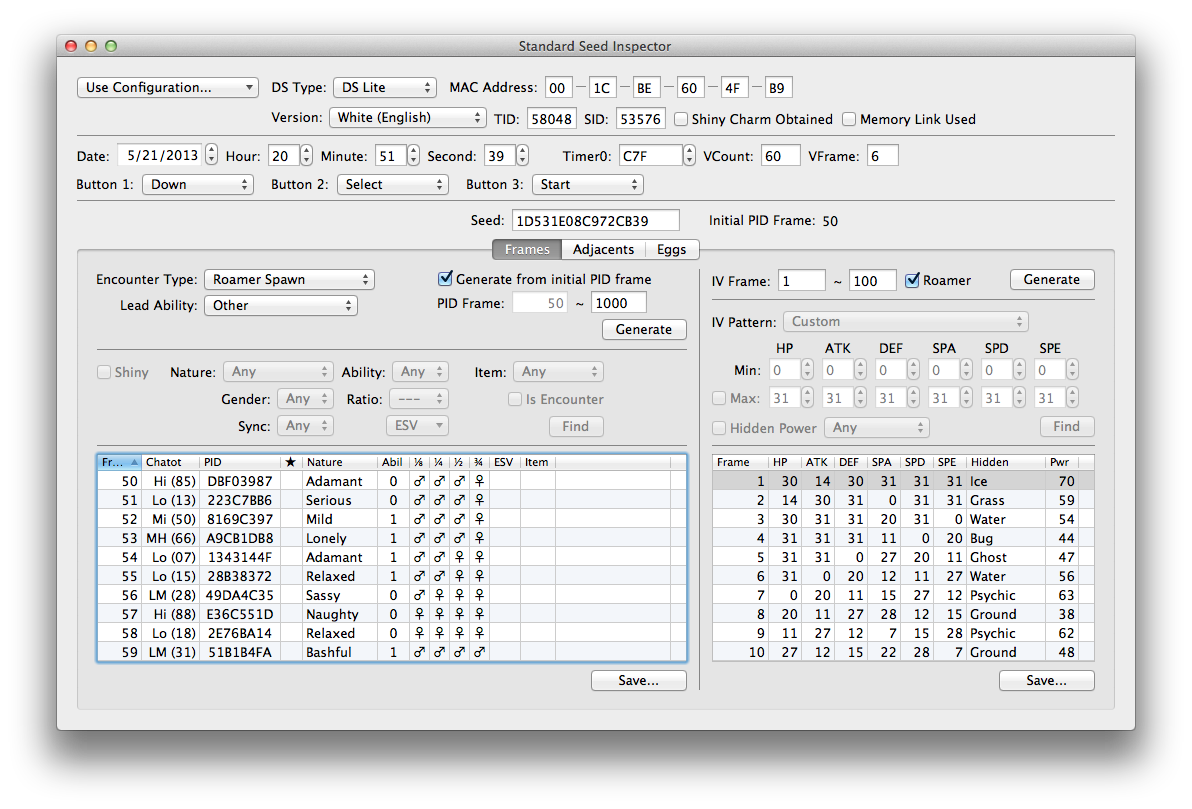 Standard Seed Inspector
Use Configuration... DS Type: DS Lite MAC Address: 00 — 1C — BE — 60 — 4F — B9
Version: White (English) TID: 58048 SID: 53576 Shiny Charm Obtained Memory Link Used
Date: 5/21/2013 Hour: 20 Minute: 51 Second: 39 Timer0: C7F VCount: 60 VFrame: 6
Button 1: Down Button 2: Select Button 3: Start
Seed: 1D531E08C972CB39 Initial PID Frame: 50
Frames Adjacents Eggs
Encounter Type: Roamer Spawn
Lead Ability: Other
Generate from initial PID frame
PID Frame: 50 ~ 1000
Generate
Shiny Nature: Any Ability: Any Item: Any
Gender: Any Ratio: --- Is Encounter
Sync: Any ESV Find
Fr... Chatot PID ★ Nature Abil ⅛ ¼ ½ ¾ ESV Item
50 Hi (85) DBF03987 Adamant 0 ♂ ♂ ♂ ♀
51 Lo (13) 223C7BB6 Serious 0 ♂ ♂ ♂ ♀
52 Mi (50) 8169C397 Mild 1 ♂ ♂ ♂ ♀
53 MH (66) A9CB1DB8 Lonely 1 ♂ ♂ ♂ ♀
54 Lo (07) 1343144F Adamant 1 ♂ ♂ ♀ ♀
55 Lo (15) 28B38372 Relaxed 1 ♂ ♂ ♀ ♀
56 LM (28) 49DA4C35 Sassy 0 ♂ ♀ ♀ ♀
57 Hi (88) E36C551D Naughty 0 ♀ ♀ ♀ ♀
58 Lo (18) 2E76BA14 Relaxed 0 ♀ ♀ ♀ ♀
59 LM (31) 51B1B4FA Bashful 1 ♂ ♂ ♂ ♂
Save...
IV Frame: 1 ~ 100 Roamer Generate
IV Pattern: Custom
HP ATK DEF SPA SPD SPE
Min: 0 0 0 0 0 0
Max: 31 31 31 31 31 31
Hidden Power Any Find
Frame HP ATK DEF SPA SPD SPE Hidden Pwr
1 30 14 30 31 31 31 Ice 70
2 14 30 31 0 31 31 Grass 59
3 30 31 31 20 31 0 Water 54
4 31 31 31 11 0 20 Bug 44
5 31 31 0 27 20 11 Ghost 47
6 31 0 20 12 11 27 Water 56
7 0 20 11 15 27 12 Psychic 63
8 20 11 27 28 12 15 Ground 38
9 11 27 12 7 15 28 Psychic 62
10 27 12 15 22 28 7 Ground 48
Save...